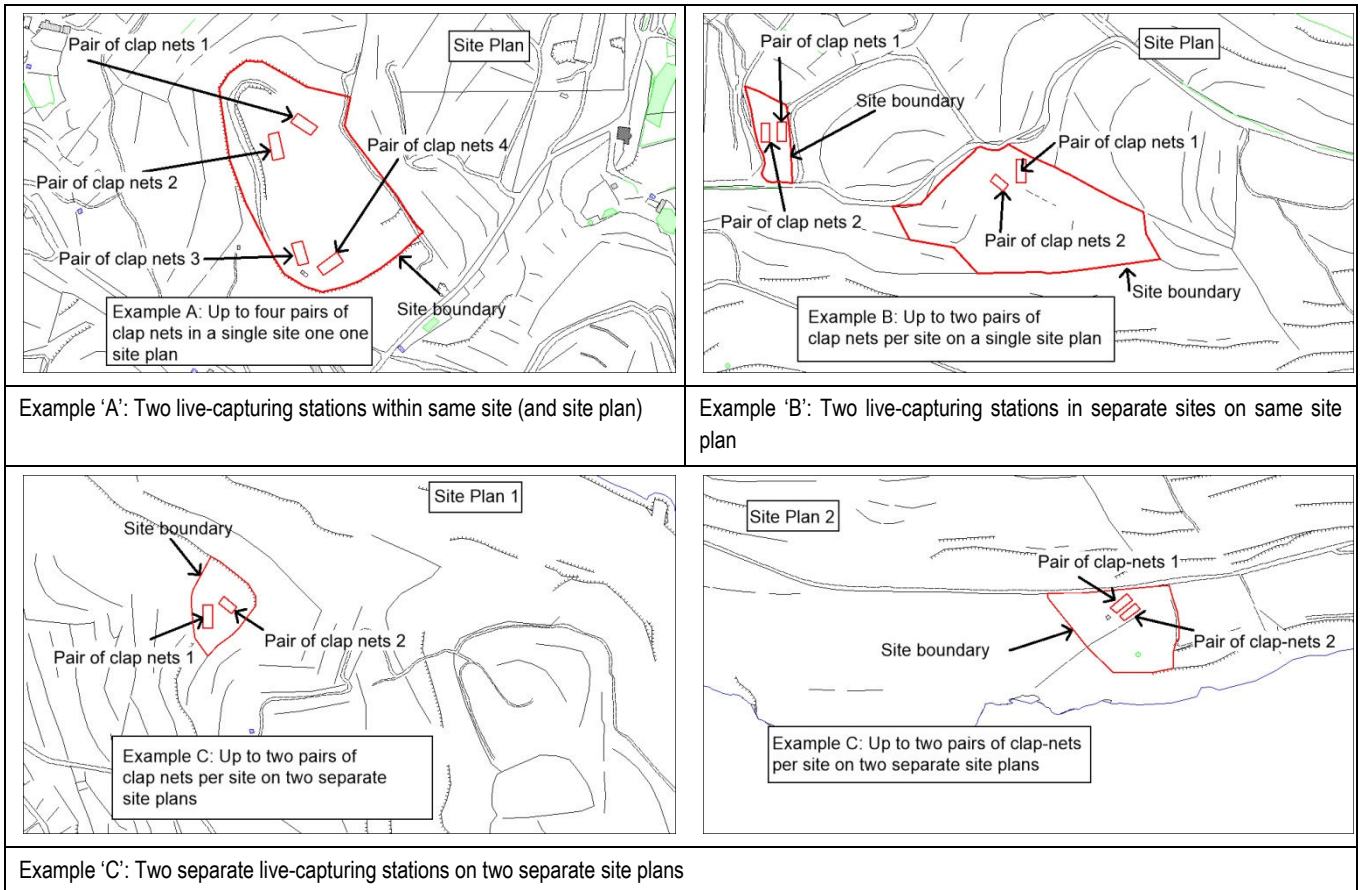 Pair of clap nets 1
Site Plan
Pair of clap nets 4
Pair of clap nets 2
Pair of clap nets 3
Site boundary
Example A: Up to four pairs of
clap nets in a single site one one
site plan
Pair of clap nets 1
Site Plan
Site boundary
Pair of clap nets 1
Pair of clap nets 2
Pair of clap nets 2
Site boundary
Example B: Up to two pairs of
clap nets per site on a single site plan
Example ‘A’: Two live-capturing stations within same site (and site plan)
Example ‘B’: Two live-capturing stations in separate sites on same site
plan
Site Plan 1
Site boundary
Pair of clap nets 2
Pair of clap nets 1
Example C: Up to two pairs of
clap nets per site on two separate
site plans
Site Plan 2
Pair of clap-nets 1
Pair of clap-nets 2
Site boundary
Example C: Up to two pairs of clap-nets
per site on two separate site plans
Example ‘C’: Two separate live-capturing stations on two separate site plans